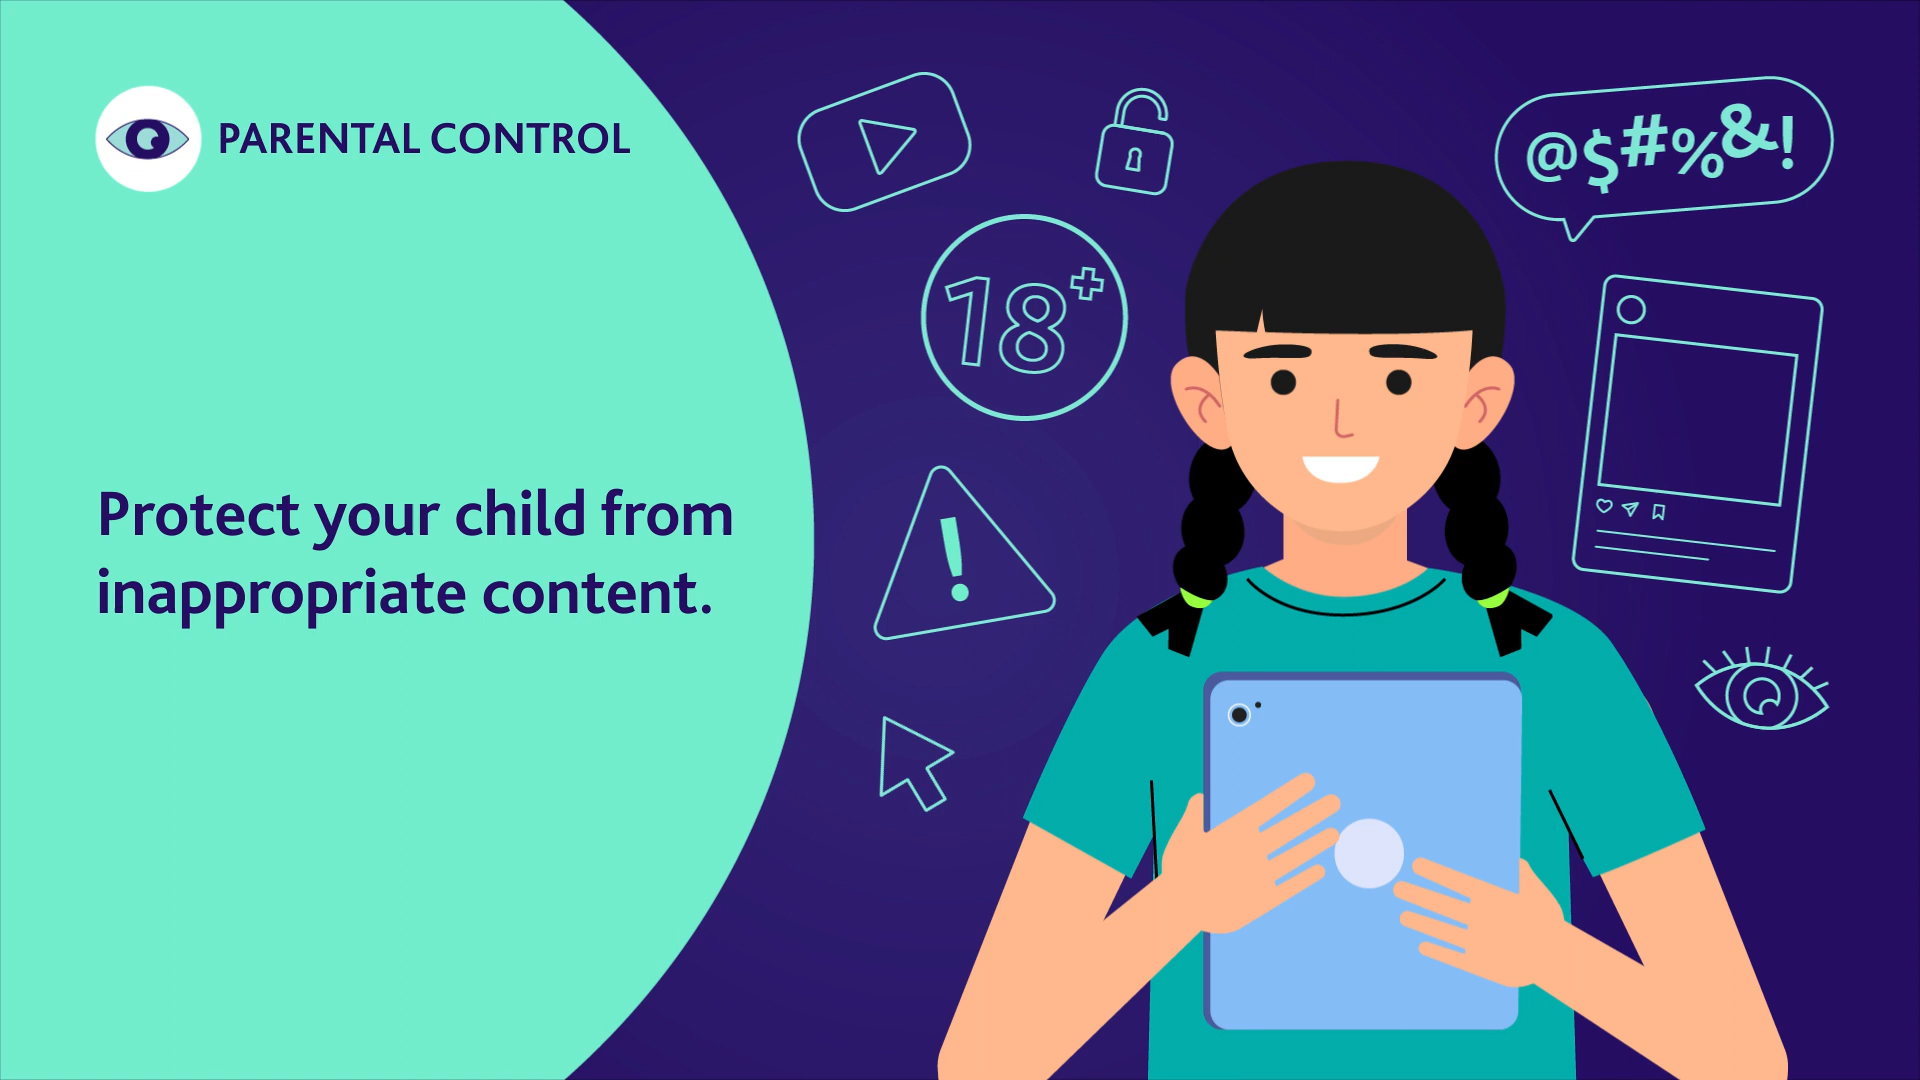 PARENTAL CONTROL
Protect your child from
inappropriate content.
18+
!
@$#%&!